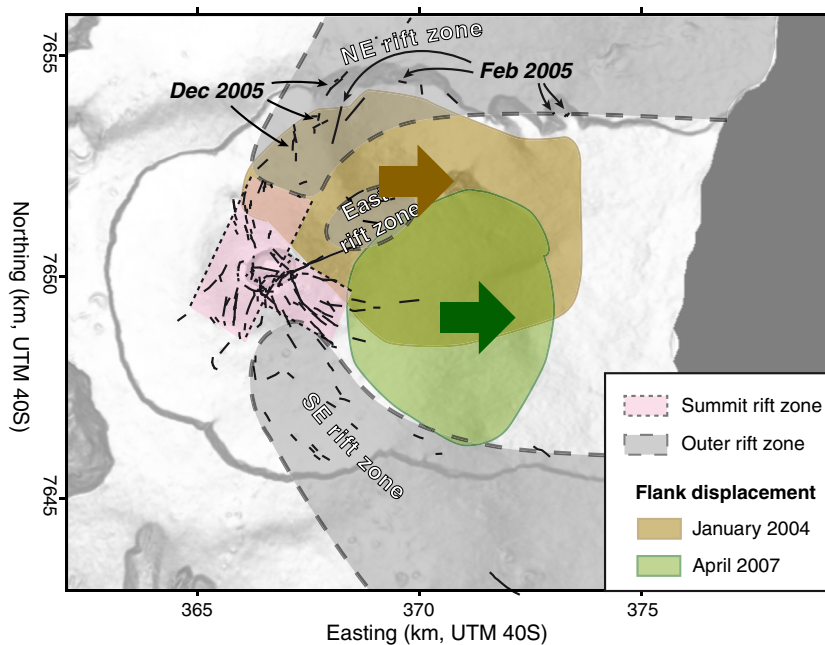 NE rift zone
7655
Dec 2005
Feb 2005
East
rift zone
7650
Northing (km, UTM 40S)
SE rift zone
7645
Summit rift zone
Outer rift zone
Flank displacement
January 2004
April 2007
365
370
375
Easting (km, UTM 40S)